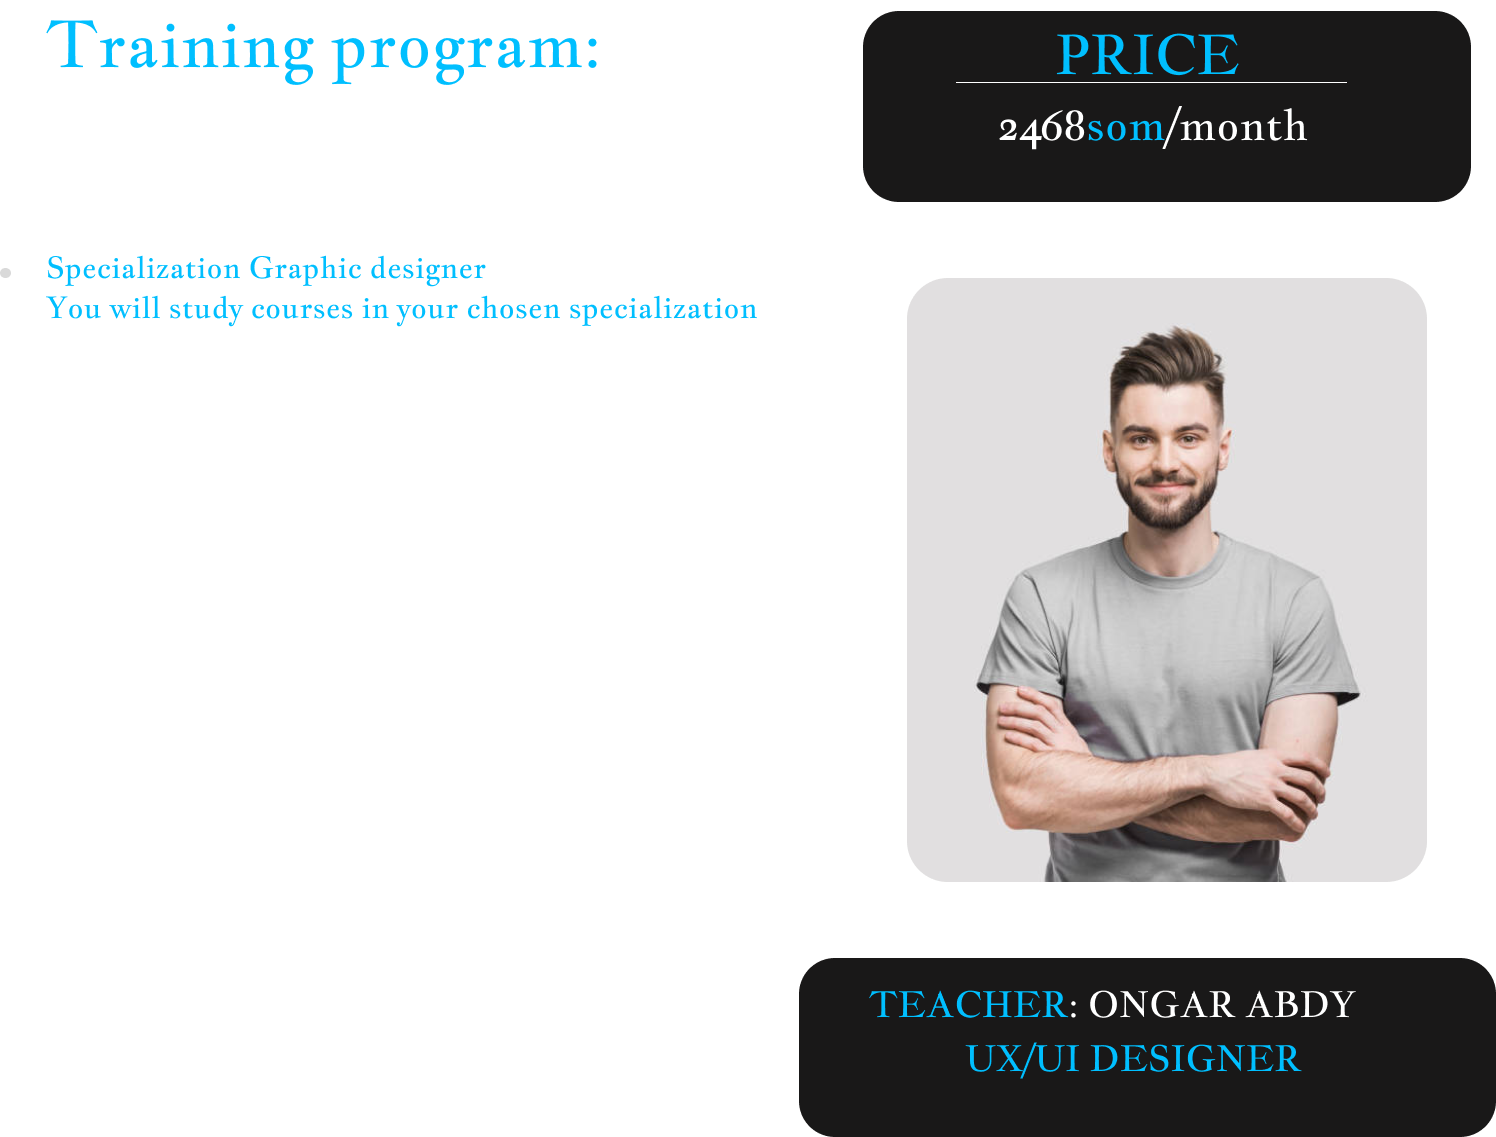 Training program:
Specialization Graphic designer
You will study courses in your chosen specialization
PRICE
2468som/month
TEACHER: ONGAR ABDY
UX/UI DESIGNER